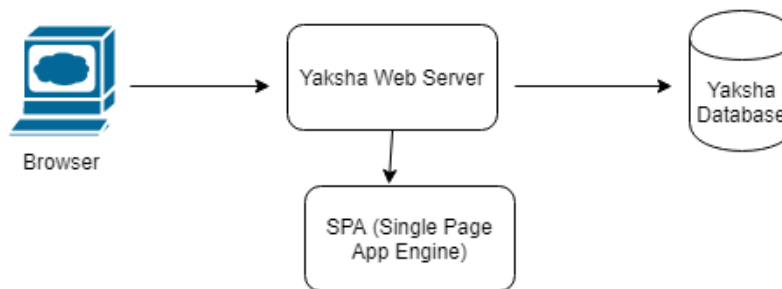 Yaksha Web Server
Yaksha
Database
Browser
SPA (Single Page
App Engine)